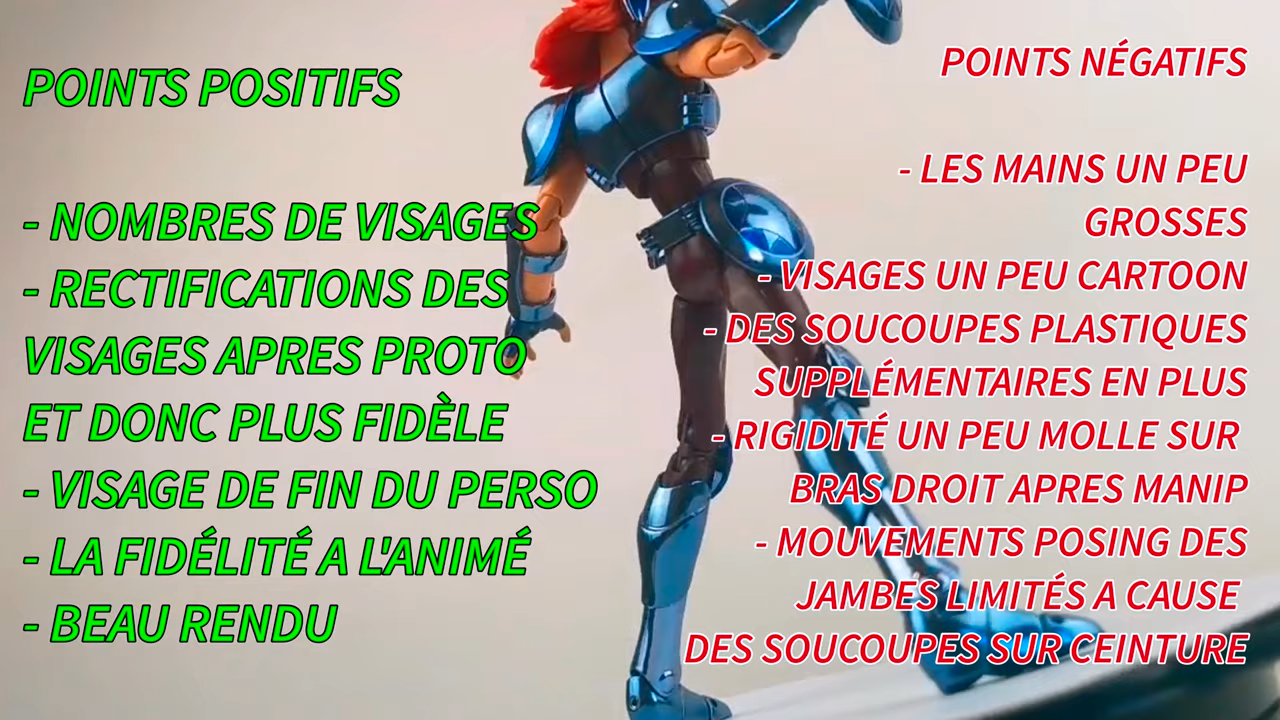 POINTS POSITIFS
- NOMBRES DE VISAGES
- RECTIFICATIONS DES
VISAGES APRES PROTO
ET DONC PLUS FIDÈLE
- VISAGE DE FIN DU PERSO
- LA FIDÉLITÉ A L'ANIMÉ
- BEAU RENDU
POINTS NÉGATIFS
- LES MAINS UN PEU
GROSSES
- VISAGES UN PEU CARTOON
- DES SOUCOUPES PLASTIQUES
SUPPLÉMENTAIRES EN PLUS
- RIGIDITÉ UN PEU MOLLE SUR
BRAS DROIT APRES MANIP
- MOUVEMENTS POSING DES
JAMBES LIMITÉS A CAUSE
DES SOUCOUPES SUR CEINTURE